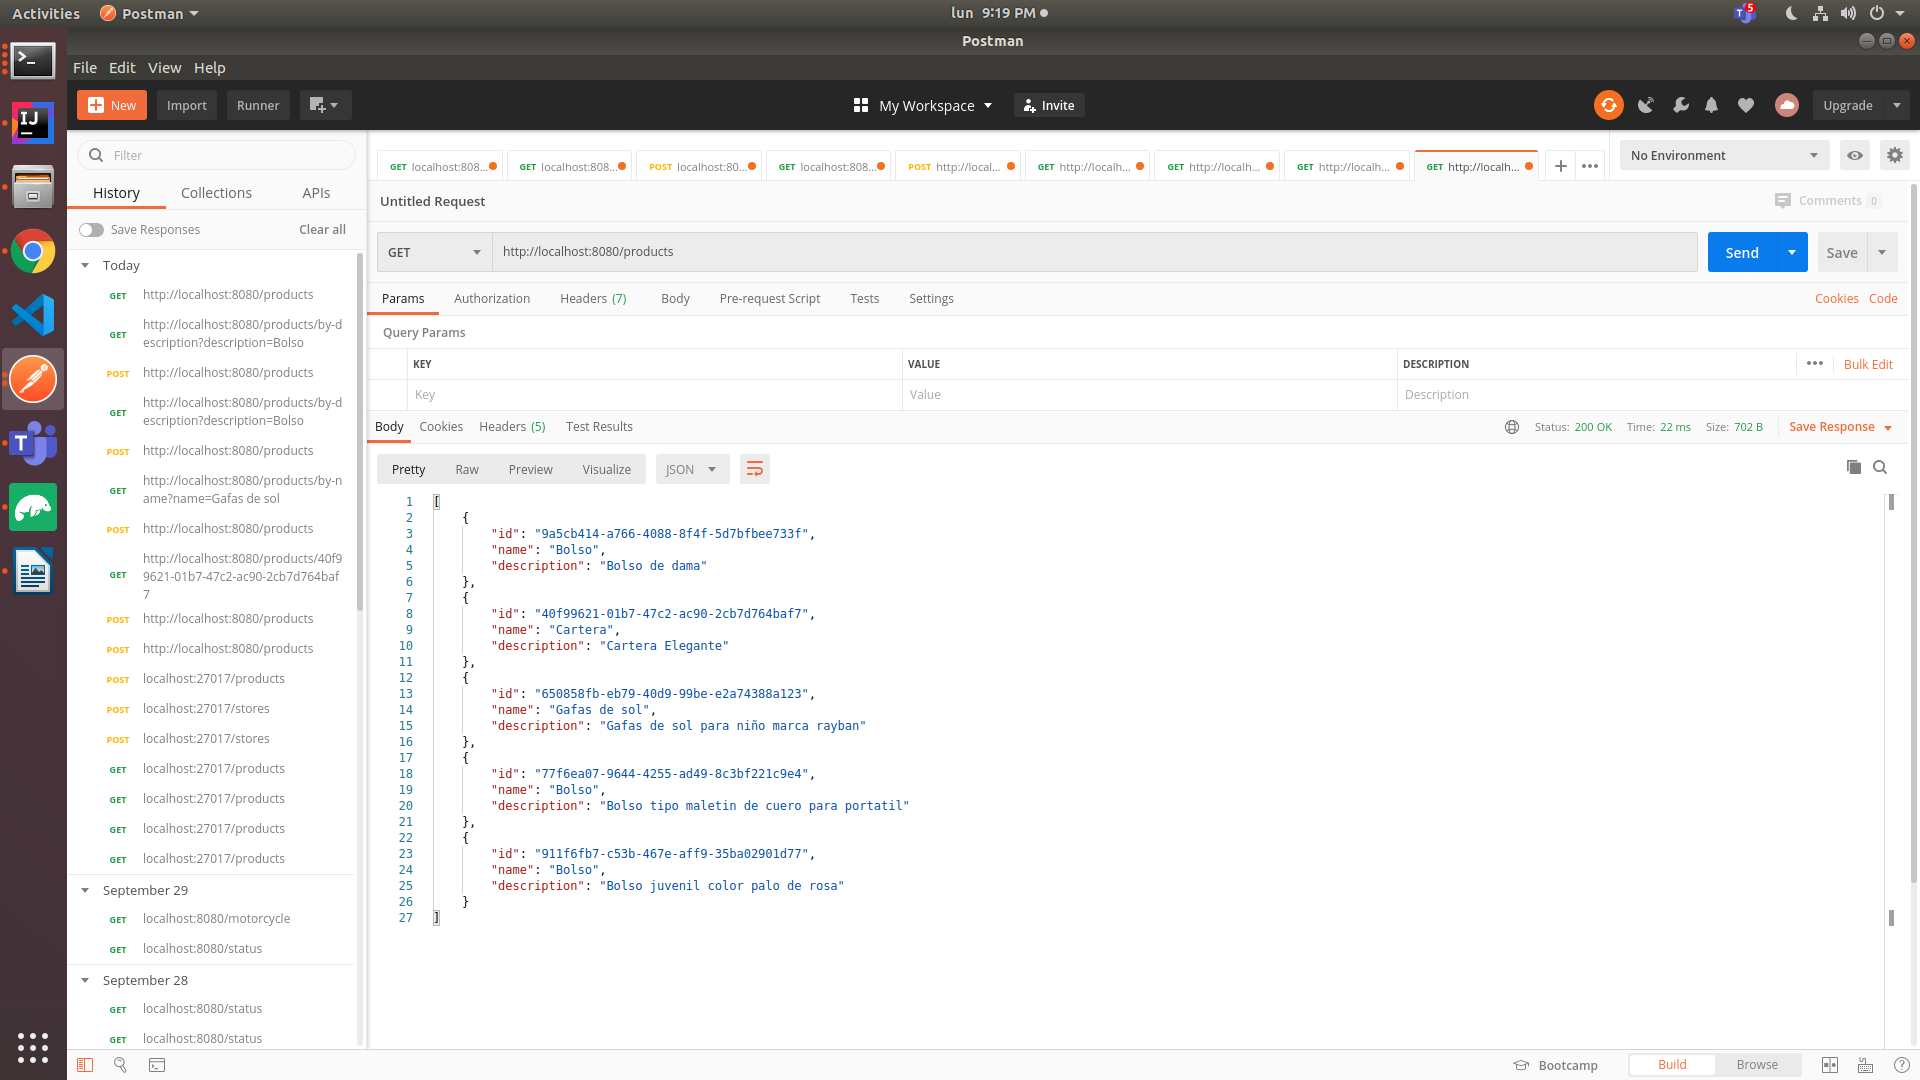 Activities
Postman
lun 9:19 PM
5
Postman
File Edit View Help
New Import Runner
My Workspace
Invite
Upgrade
Filter
GET localhost:808...
GET localhost:808...
POST localhost:80...
GET localhost:808...
POST http://local...
GET http://localh...
GET http://localh...
GET http://localh...
GET http://localh...
No Environment
History Collections APIs
Save Responses Clear all
Untitled Request
Comments 0
GET http://localhost:8080/products
Send Save
Params Authorization Headers (7) Body Pre-request Script Tests Settings
Cookies Code
Query Params
KEY VALUE DESCRIPTION
Bulk Edit
Key Value Description
Body Cookies Headers (5) Test Results
Status: 200 OK Time: 22 ms Size: 702 B
Save Response
Pretty Raw Preview Visualize JSON
Today
GET http://localhost:8080/products
GET http://localhost:8080/products/by-d
escription?description=Bolso
POST http://localhost:8080/products
GET http://localhost:8080/products/by-d
escription?description=Bolso
POST http://localhost:8080/products
GET http://localhost:8080/products/by-n
ame?name=Gafas de sol
POST http://localhost:8080/products
GET http://localhost:8080/products/40f9
9621-01b7-47c2-ac90-2cb7d764baf
7
POST http://localhost:8080/products
POST http://localhost:8080/products
POST localhost:27017/products
POST localhost:27017/stores
POST localhost:27017/stores
GET localhost:27017/products
GET localhost:27017/products
GET localhost:27017/products
GET localhost:27017/products
September 29
GET localhost:8080/motorcycle
GET localhost:8080/status
September 28
GET localhost:8080/status
GET localhost:8080/status
1 [
2 {
3 "id": "9a5cb414-a766-4088-8f4f-5d7bfbee733f",
4 "name": "Bolso",
5 "description": "Bolso de dama"
6 },
7 {
8 "id": "40f99621-01b7-47c2-ac90-2cb7d764baf7",
9 "name": "Cartera",
10 "description": "Cartera Elegante"
11 },
12 {
13 "id": "650858fb-eb79-40d9-99be-e2a74388a123",
14 "name": "Gafas de sol",
15 "description": "Gafas de sol para niño marca rayban"
16 },
17 {
18 "id": "77f6ea07-9644-4255-ad49-8c3bf221c9e4",
19 "name": "Bolso",
20 "description": "Bolso tipo maletin de cuero para portatil"
21 },
22 {
23 "id": "911f6fb7-c53b-467e-aff9-35ba02901d77",
24 "name": "Bolso",
25 "description": "Bolso juvenil color palo de rosa"
26 }
27 ]
Bootcamp
Build Browse